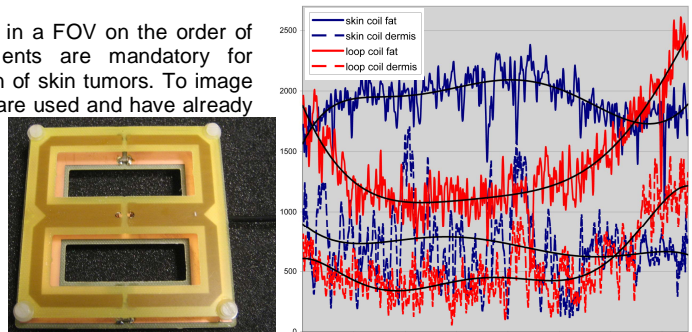 in a FOV on the order of
ents are mandatory for
n of skin tumors. To image
are used and have already
skin coil fat
skin coil dermis
loop coil fat
loop coil dermis
2500
2000
1500
1000
500
0